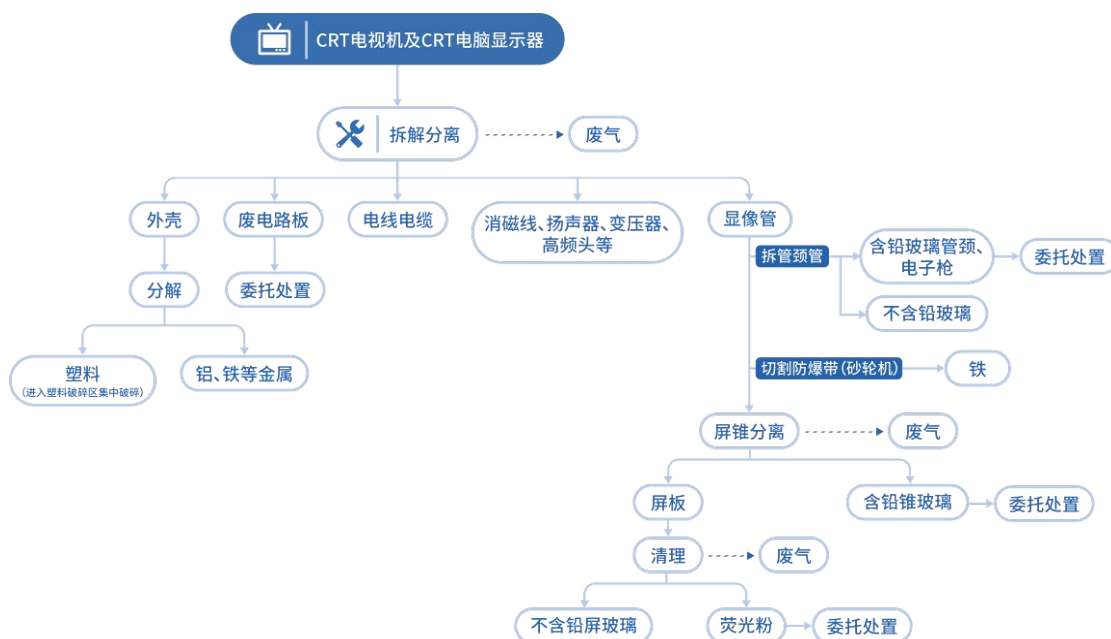 CRT电视机及CRT电脑显示器
拆解分离
废气
外壳
废电路板
电线电缆
消磁线、扬声器、变压器、
高频头等
显像管
拆管颈管
含铅玻璃管颈、
电子枪
委托处置
分解
委托处置
不含铅玻璃
塑料
(进入塑料破碎区集中破碎)
铝、铁等金属
切割防爆带(砂轮机)
铁
屏锥分离
废气
屏板
含铅锥玻璃
委托处置
清理
废气
不含铅屏玻璃
荧光粉
委托处置